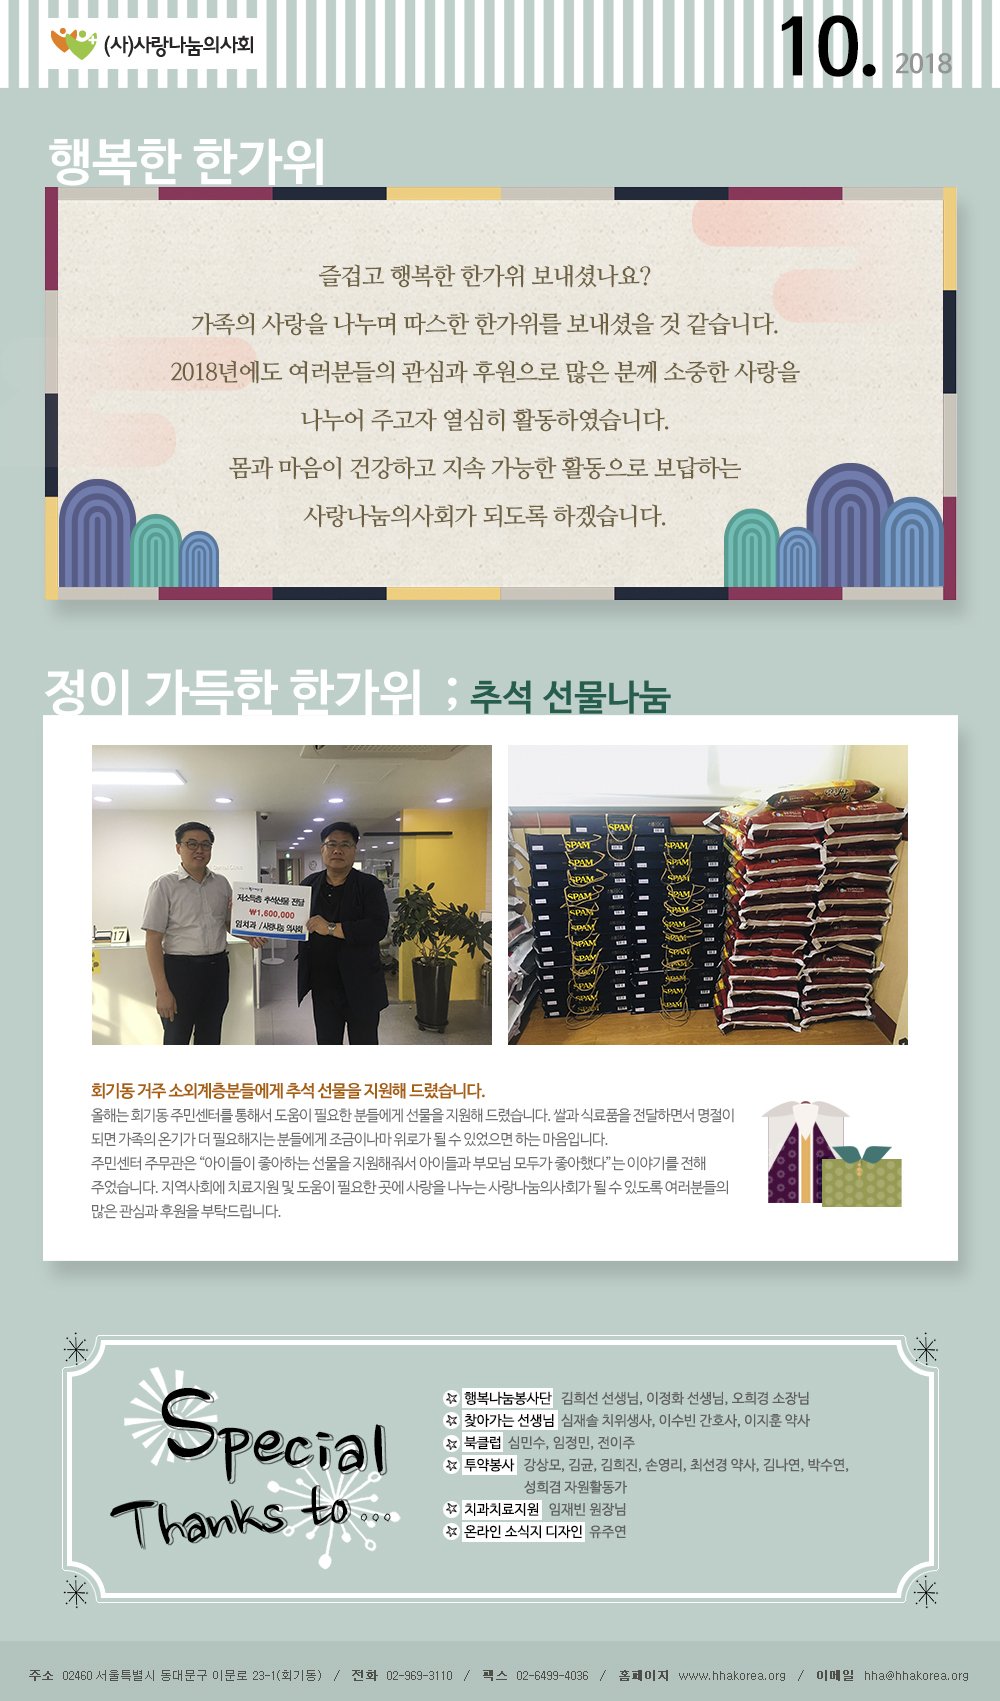 (사)사랑나눔의사회
10. 2018
행복한 한가위
즐겁고 행복한 한가위 보내셨나요?
가족의 사랑을 나누며 따스한 한가위를 보내셨을 것 같습니다.
2018년에도 여러분들의 관심과 후원으로 많은 분께 소중한 사랑을
나누어 주고자 열심히 활동하였습니다.
몸과 마음이 건강하고 지속 가능한 활동으로 보답하는
사랑나눔의사회가 되도록 하겠습니다.
정이 가득한 한가위 ; 추석 선물나눔
저소득층 추석선물 전달
₩1,600,000
임치과 /사랑나눔 의사회
17
SPAM
SPAM SPAM
SPAM SPAM
SPAM SPAM
SPAM SPAM
SPAM SPAM
SPAM SPAM
SPAM SPAM
SPAM SPAM
회기동 거주 소외계층분들에게 추석 선물을 지원해 드렸습니다.
올해는 회기동 주민센터를 통해서 도움이 필요한 분들에게 선물을 지원해 드렸습니다. 쌀과 식료품을 전달하면서 명절이
되면 가족의 온기가 더 필요해지는 분들에게 조금이나마 위로가 될 수 있었으면 하는 마음입니다.
주민센터 주무관은 “아이들이 좋아하는 선물을 지원해줘서 아이들과 부모님 모두가 좋아했다”는 이야기를 전해
주었습니다. 지역사회에 치료지원 및 도움이 필요한 곳에 사랑을 나누는 사랑나눔의사회가 될 수 있도록 여러분들의
많은 관심과 후원을 부탁드립니다.
Special
Thanks to...
행복나눔봉사단 김희선 선생님, 이정화 선생님, 오희경 소장님
찾아가는 선생님 심재솔 치위생사, 이수빈 간호사, 이지훈 약사
북클럽 심민수, 임정민, 전이주
투약봉사 강상모, 김균, 김희진, 손영리, 최선경 약사, 김나연, 박수연,
성희겸 자원활동가
치과치료지원 임재빈 원장님
온라인 소식지 디자인 유주연
주소 02460 서울특별시 동대문구 이문로 23-1(회기동) / 전화 02-969-3110 / 팩스 02-6499-4036 / 홈페이지 www.hhakorea.org / 이메일 hha@hhakorea.org